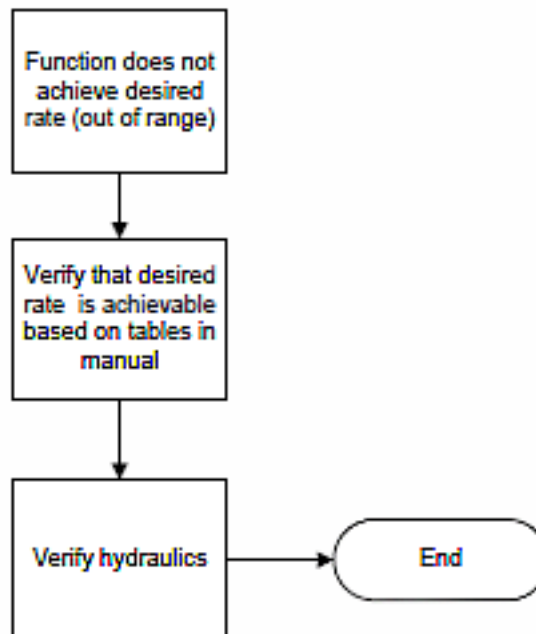 Function does not
achieve desired
rate (out of range)
Verify that desired
rate is achievable
based on tables in
manual
Verify hydraulics
End